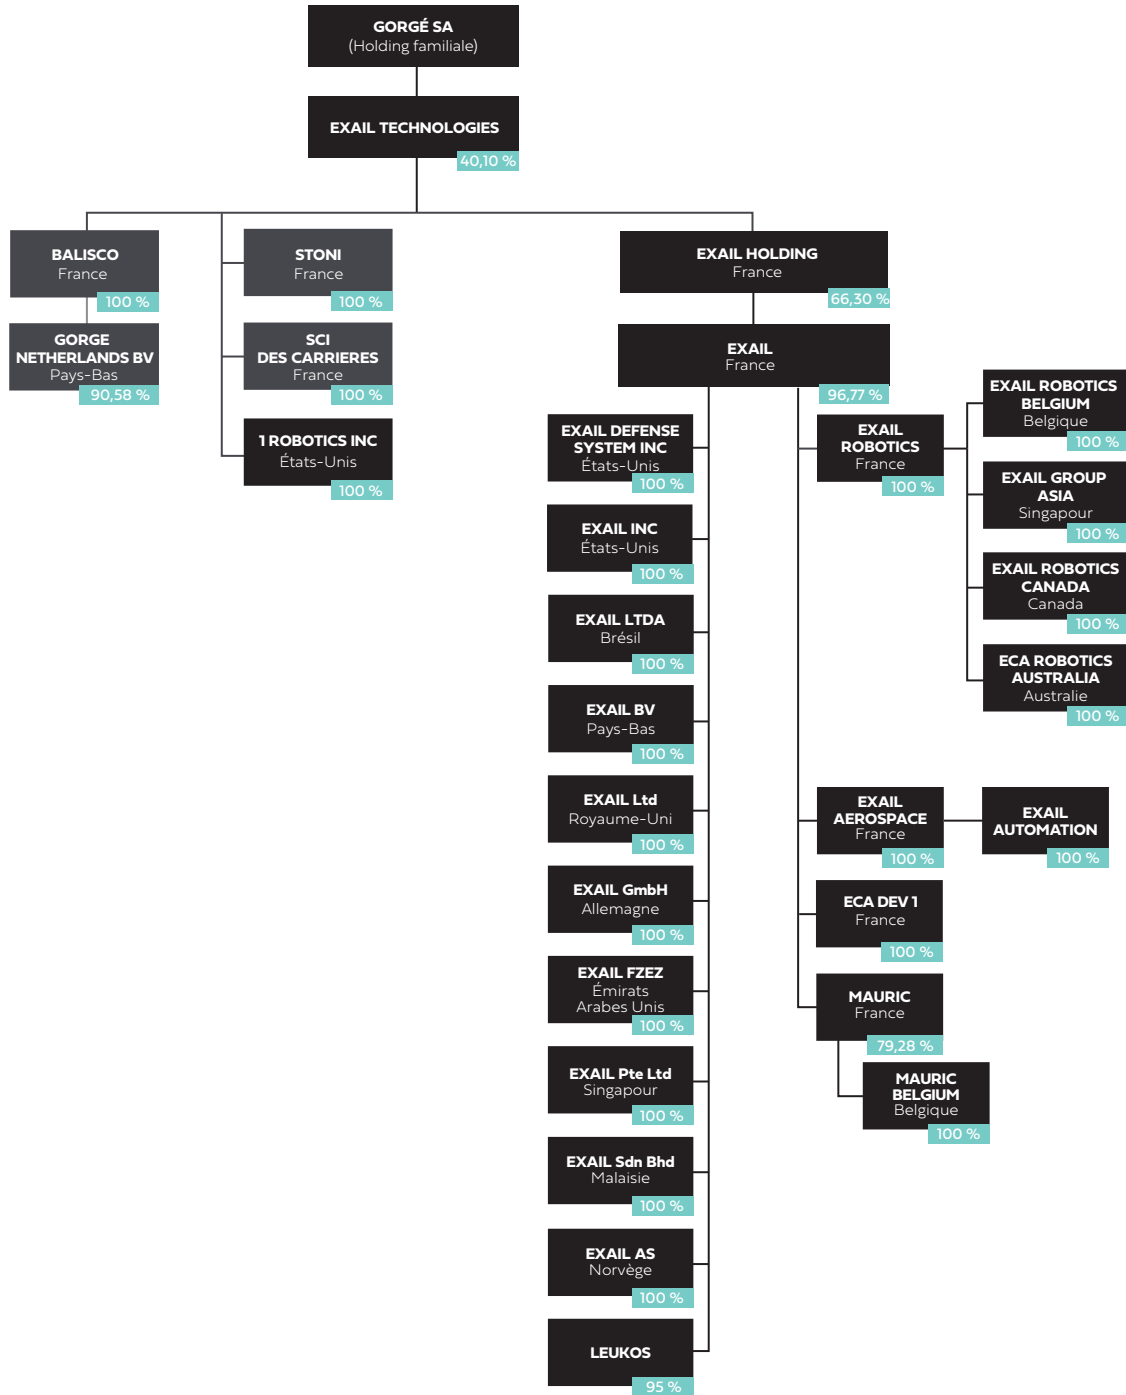 GORGÉ SA
(Holding familiale)
EXAIL TECHNOLOGIES
40,10 %
BALISCO
France
100 %
GORGE
NETHERLANDS BV
Pays-Bas
90,58 %
STONI
France
100 %
SCI
DES CARRIERES
France
100 %
1 ROBOTICS INC
États-Unis
100 %
EXAIL HOLDING
France
66,30 %
EXAIL
France
96,77 %
EXAIL DEFENSE
SYSTEM INC
États-Unis
100 %
EXAIL INC
États-Unis
100 %
EXAIL LTDA
Brésil
100 %
EXAIL BV
Pays-Bas
100 %
EXAIL Ltd
Royaume-Uni
100 %
EXAIL GmbH
Allemagne
100 %
EXAIL FZEZ
Émirats
Arabes Unis
100 %
EXAIL Pte Ltd
Singapour
100 %
EXAIL Sdn Bhd
Malaisie
100 %
EXAIL AS
Norvège
100 %
LEUKOS
95 %
EXAIL
ROBOTICS
France
100 %
EXAIL ROBOTICS
BELGIUM
Belgique
100 %
EXAIL GROUP
ASIA
Singapour
100 %
EXAIL ROBOTICS
CANADA
Canada
100 %
ECA ROBOTICS
AUSTRALIA
Australie
100 %
EXAIL
AEROSPACE
France
100 %
EXAIL
AUTOMATION
100 %
ECA DEV 1
France
100 %
MAURIC
France
79,28 %
MAURIC
BELGIUM
Belgique
100 %